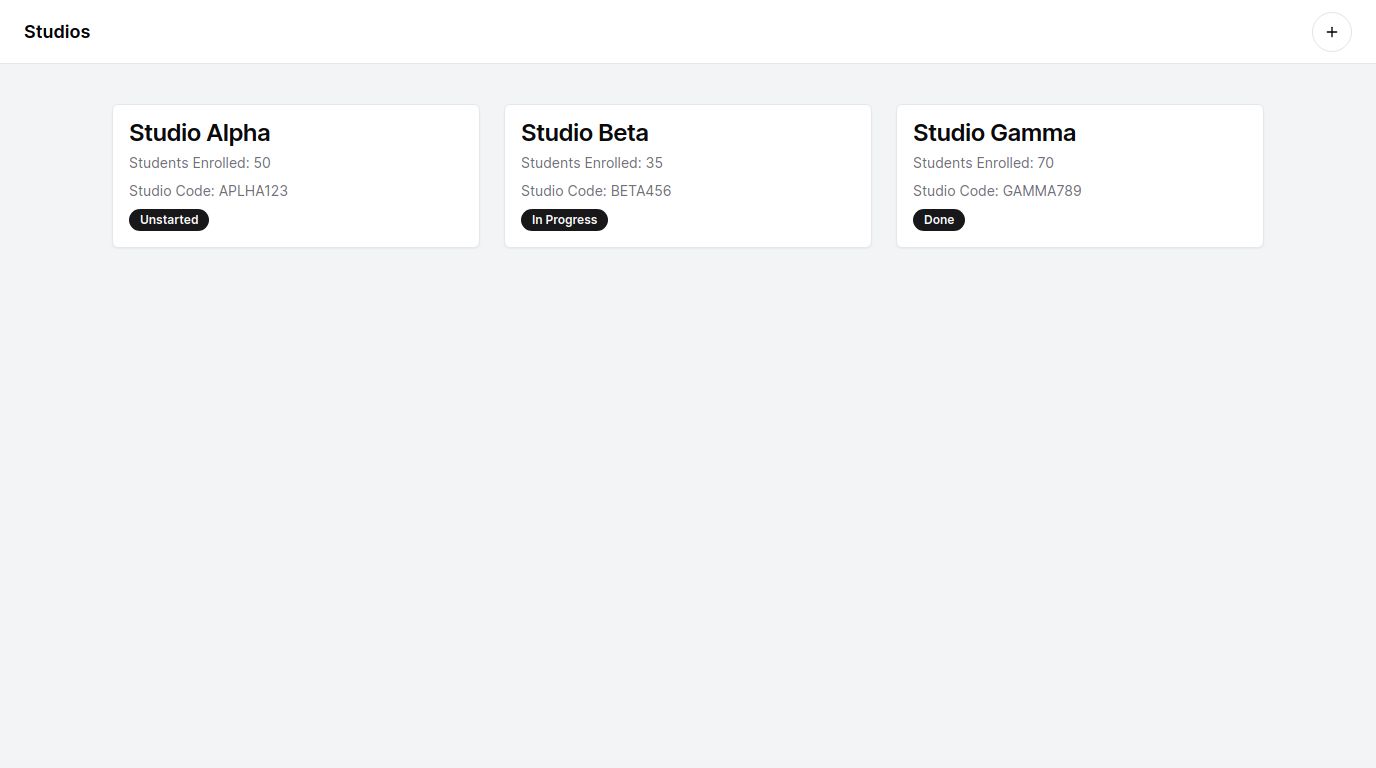 Studios
+
Studio Alpha
Students Enrolled: 50
Studio Code: APLHA123
Unstarted
Studio Beta
Students Enrolled: 35
Studio Code: BETA456
In Progress
Studio Gamma
Students Enrolled: 70
Studio Code: GAMMA789
Done